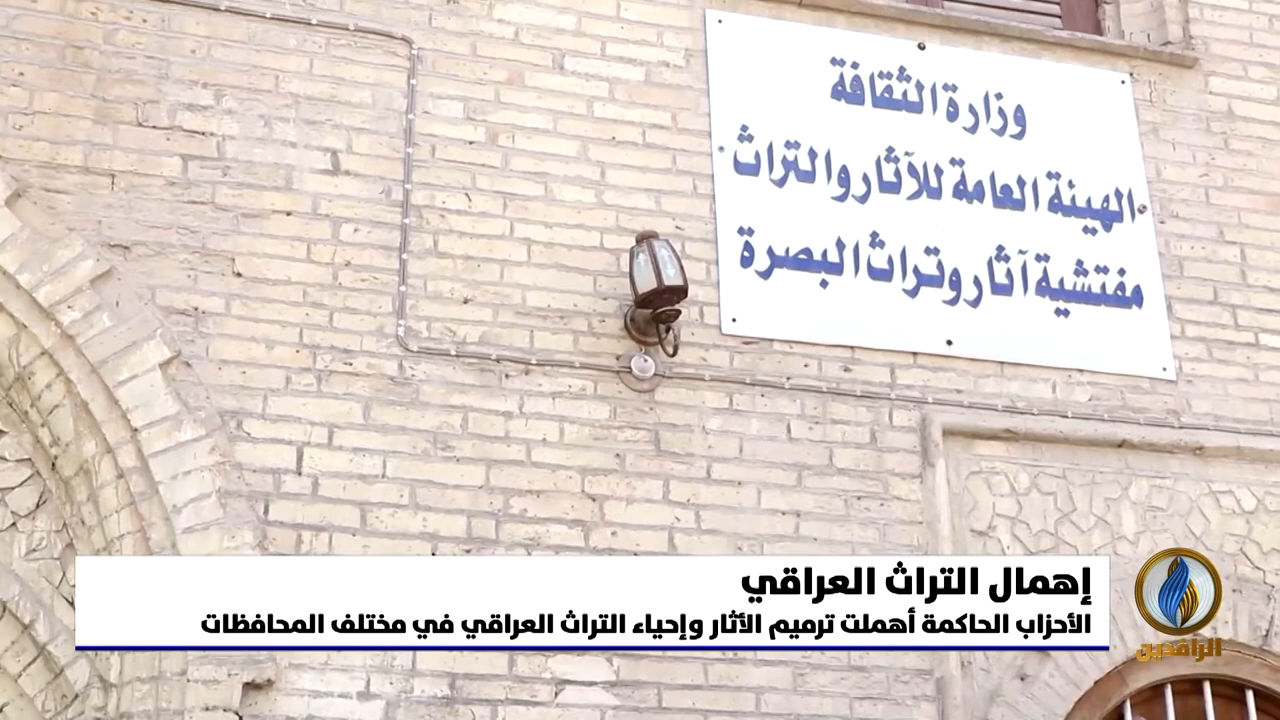 وزارة الثقافة
الهيئة العامة للآثار والتراث
مفتشية آثار وتراث البصرة
إهمال التراث العراقي
الأحزاب الحاكمة أهملت ترميم الأثار وإحياء التراث العراقي في مختلف المحافظات
الرافدين